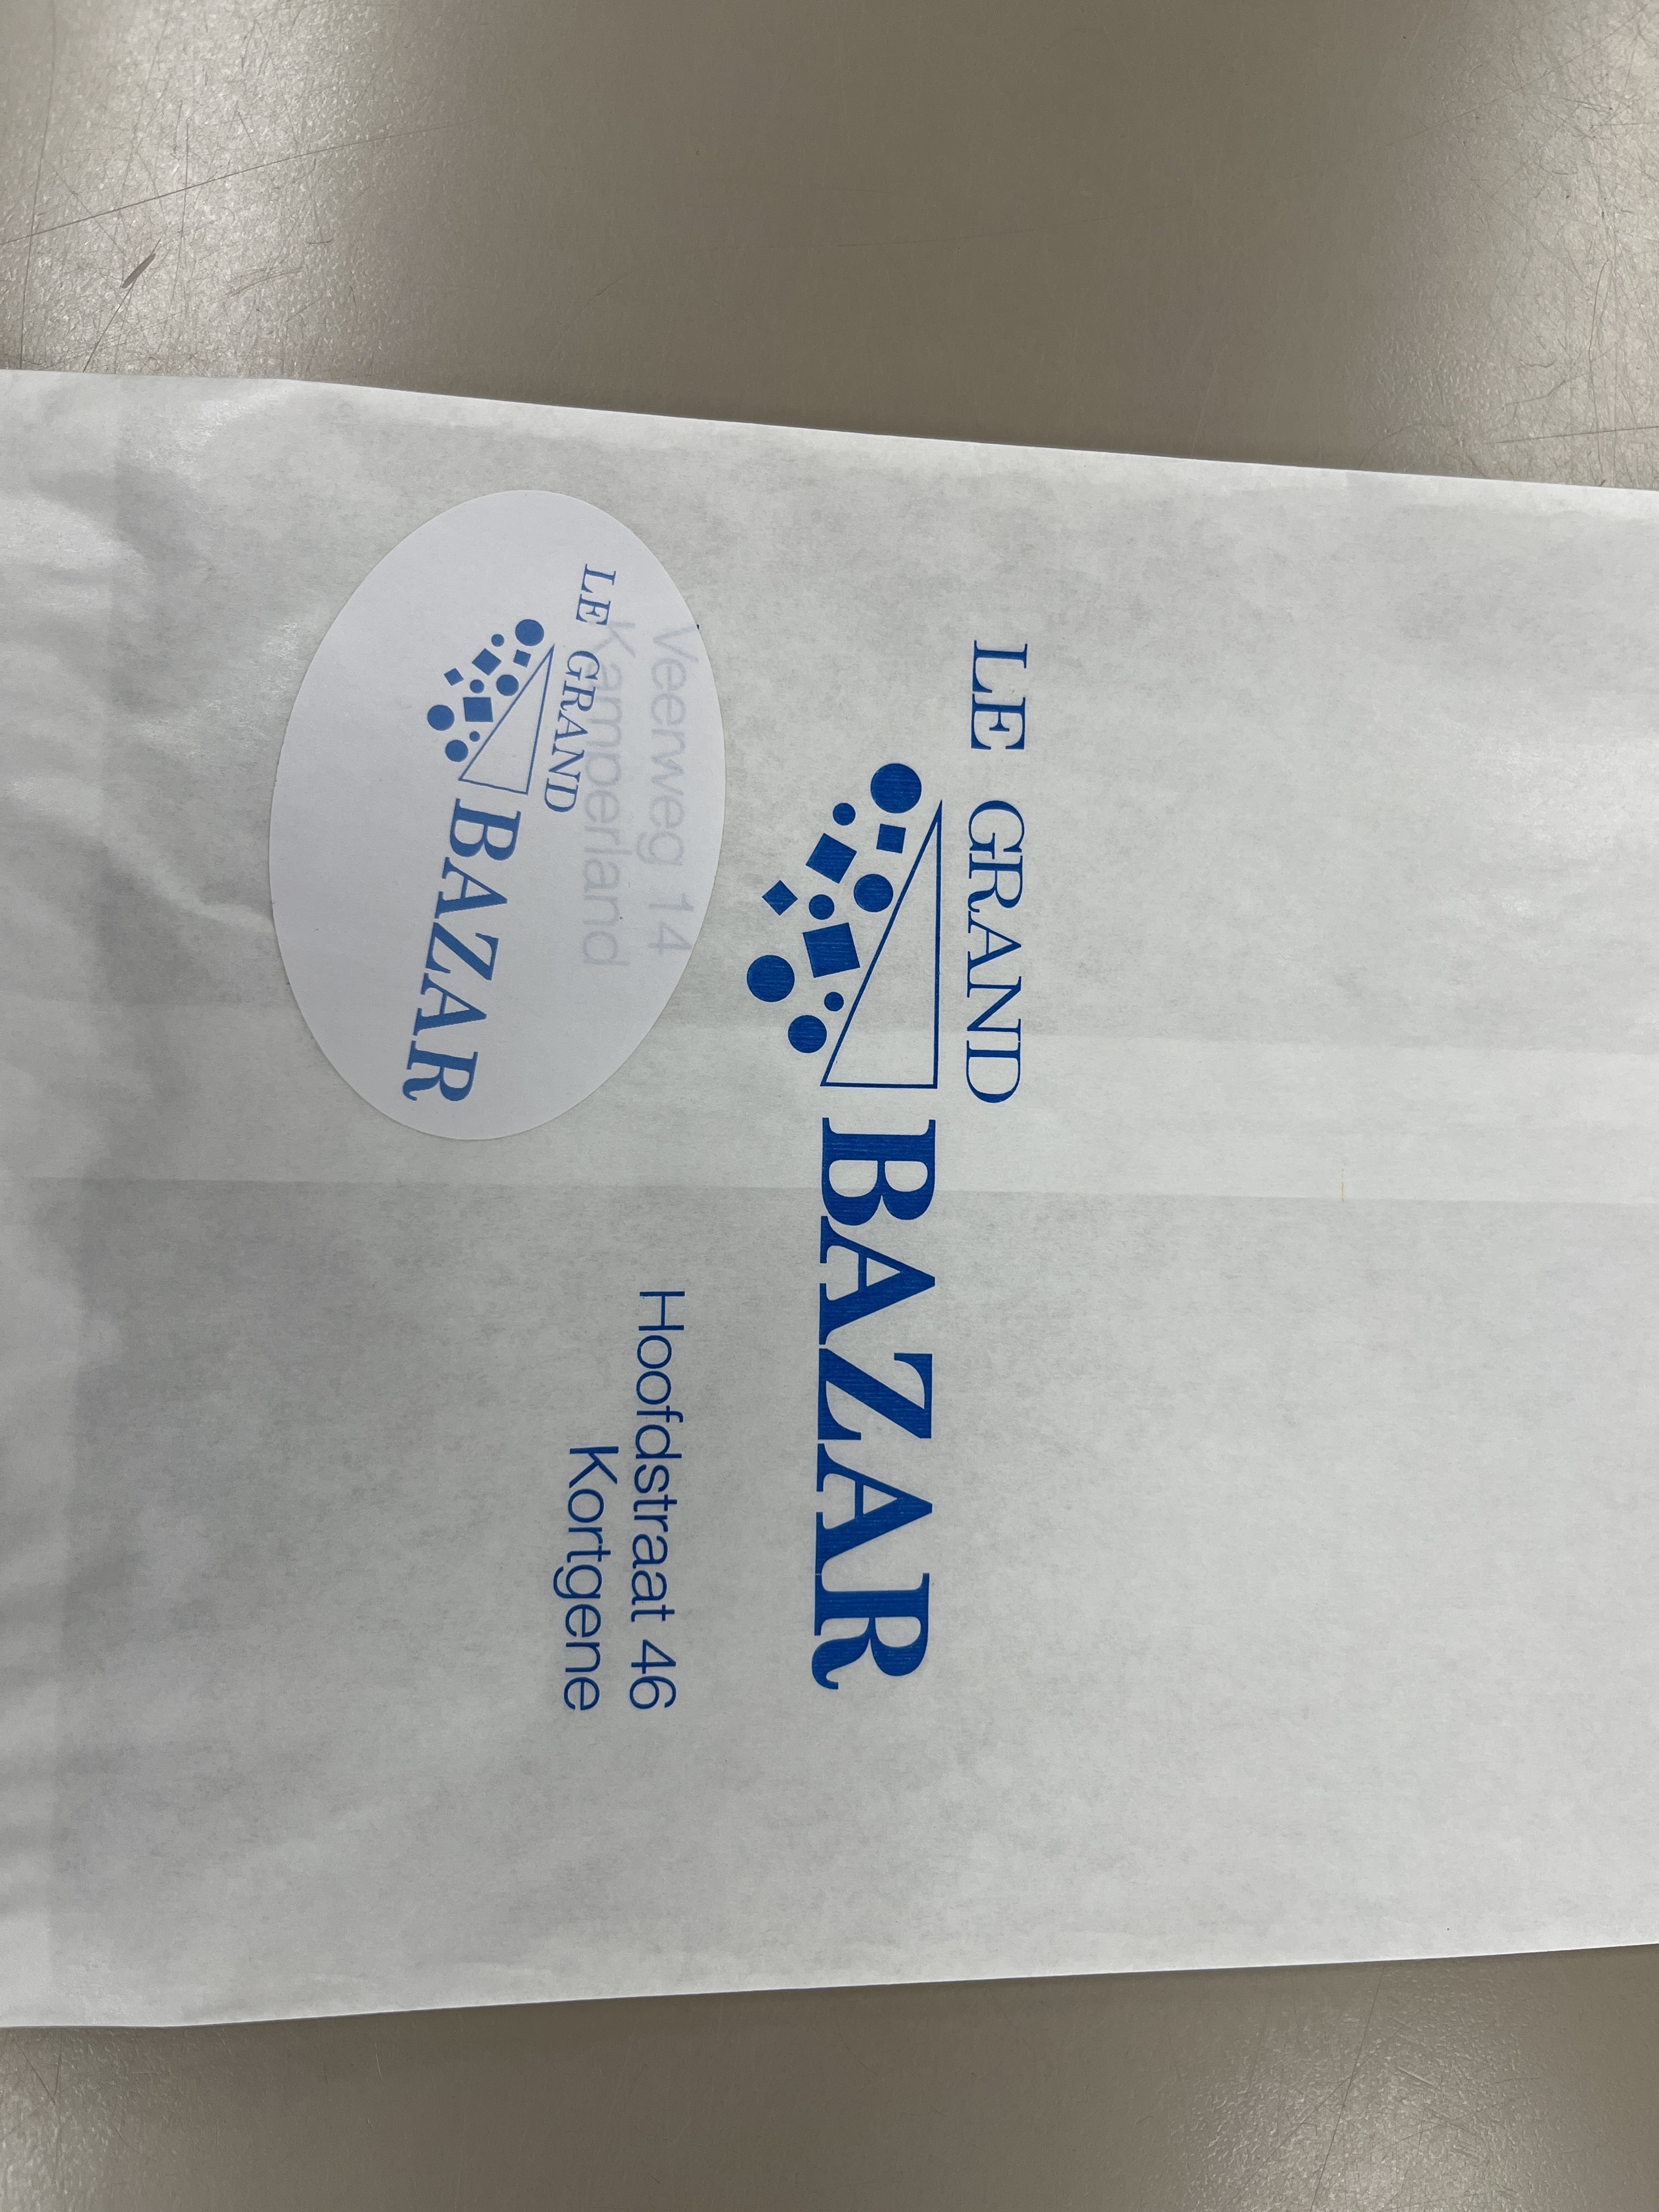 LE GRAND
BAZAR
Veerweg 14
Kamperland
Hoofdstraat 46
Kortgene
LE GRAND
BAZAR